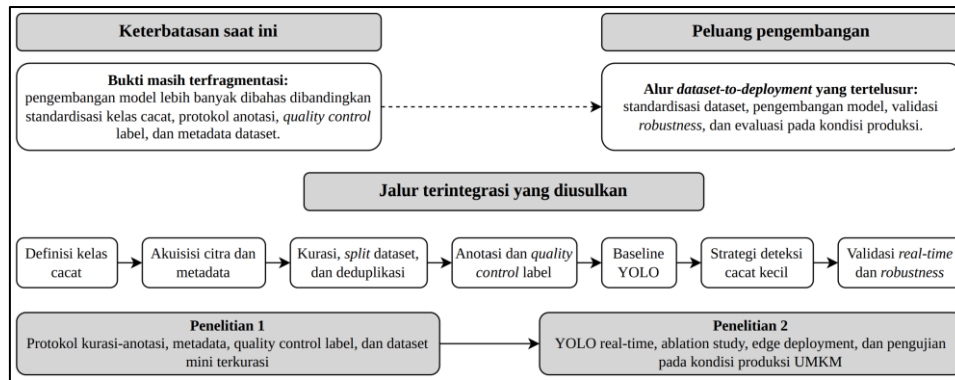 Keterbatasan saat ini
Peluang pengembangan
Bukti masih terfragmentasi:
pengembangan model lebih banyak dibahas dibandingkan
standardisasi kelas cacat, protokol anotasi, quality control
label, dan metadata dataset.
Alur dataset-to-deployment yang tertelusur:
standardisasi dataset, pengembangan model, validasi
robustness, dan evaluasi pada kondisi produksi.
Jalur terintegrasi yang diusulkan
Definisi kelas
cacat
Akuisisi citra dan
metadata
Kurasi, split dataset,
dan deduplikasi
Anotasi dan quality
control label
Baseline
YOLO
Strategi deteksi
cacat kecil
Validasi real-time
dan robustness
Penelitian 1
Protokol kurasi-anotasi, metadata, quality control label, dan dataset
mini terkurasi
Penelitian 2
YOLO real-time, ablation study, edge deployment, dan pengujian
pada kondisi produksi UMKM